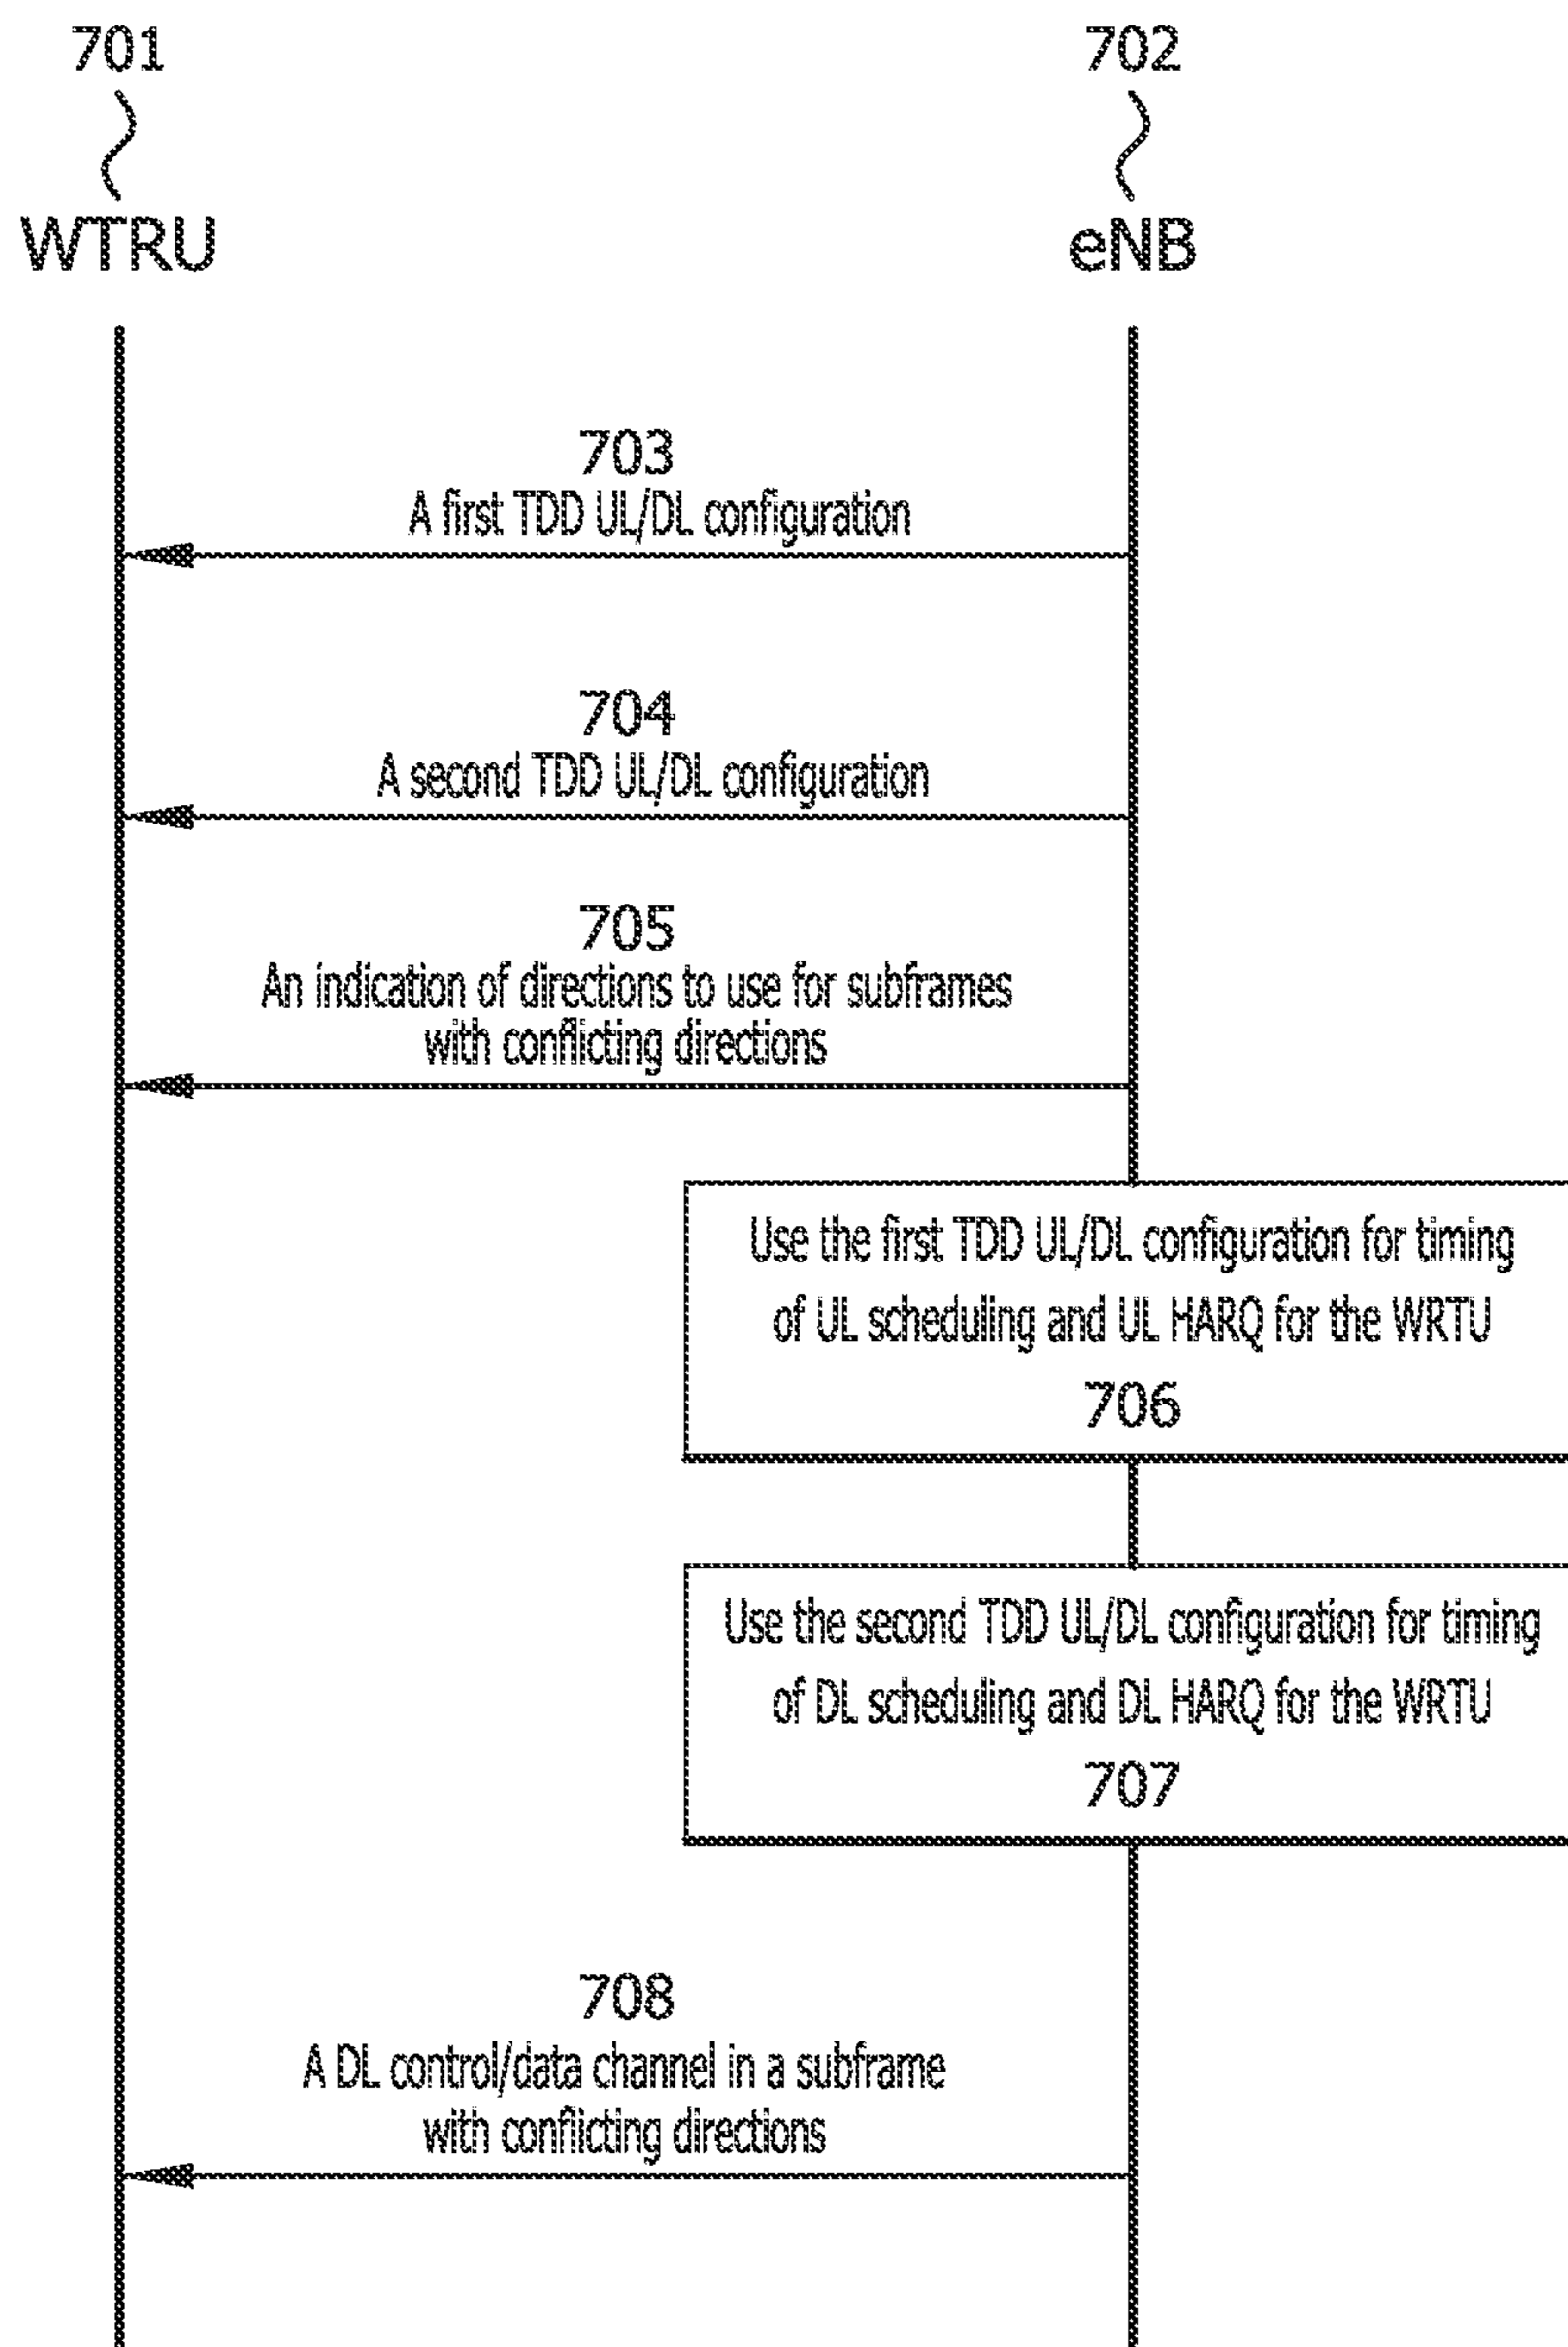 701
702
WTRU
eNB
703
A first TDD UL/DL configuration
704
A second TDD UL/DL configuration
705
An indication of directions to use for subframes
with conflicting directions
Use the first TDD UL/DL configuration for timing
of UL scheduling and UL HARQ for the WRTU
706
Use the second TDD UL/DL configuration for timing
of DL scheduling and DL HARQ for the WRTU
707
708
A DL control/data channel in a subframe
with conflicting directions